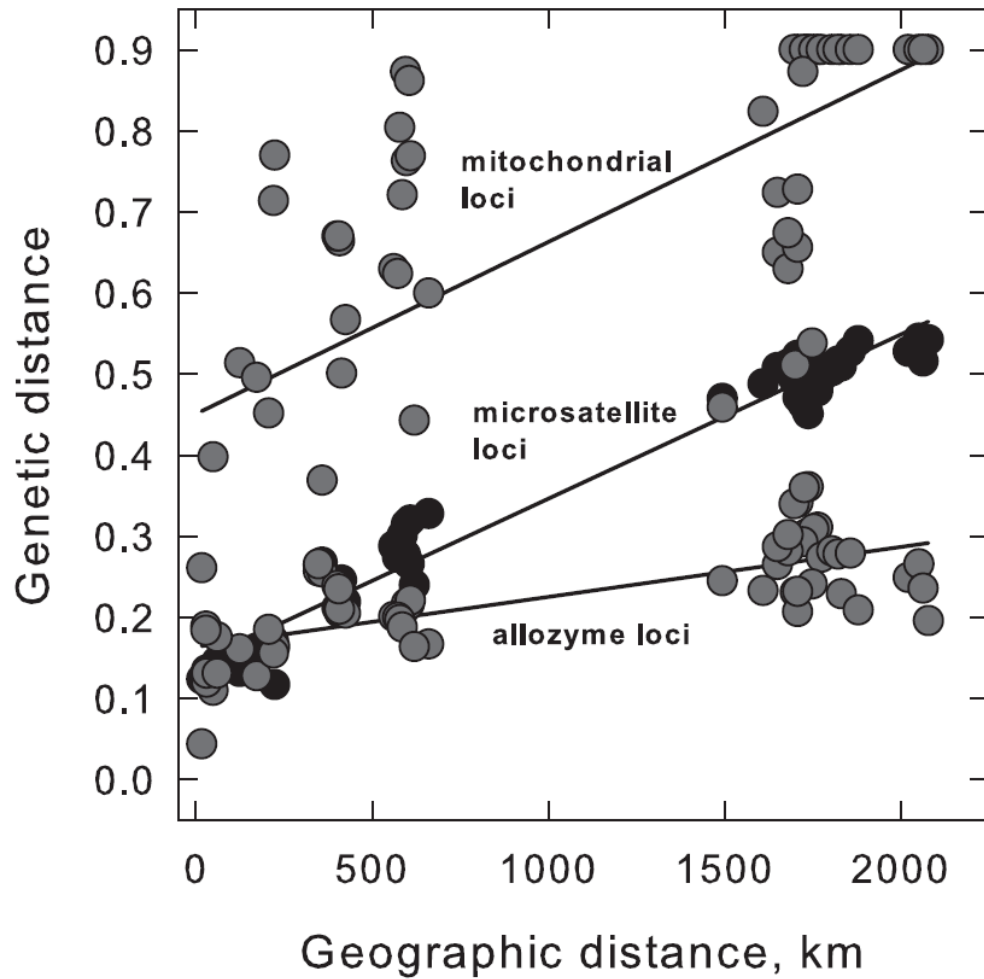 0.9
0.8
0.7
0.6
0.5
0.4
0.3
0.2
0.1
0.0
Genetic distance
mitochondrial
loci
microsatellite
loci
allozyme loci
0 500 1000 1500 2000
Geographic distance, km